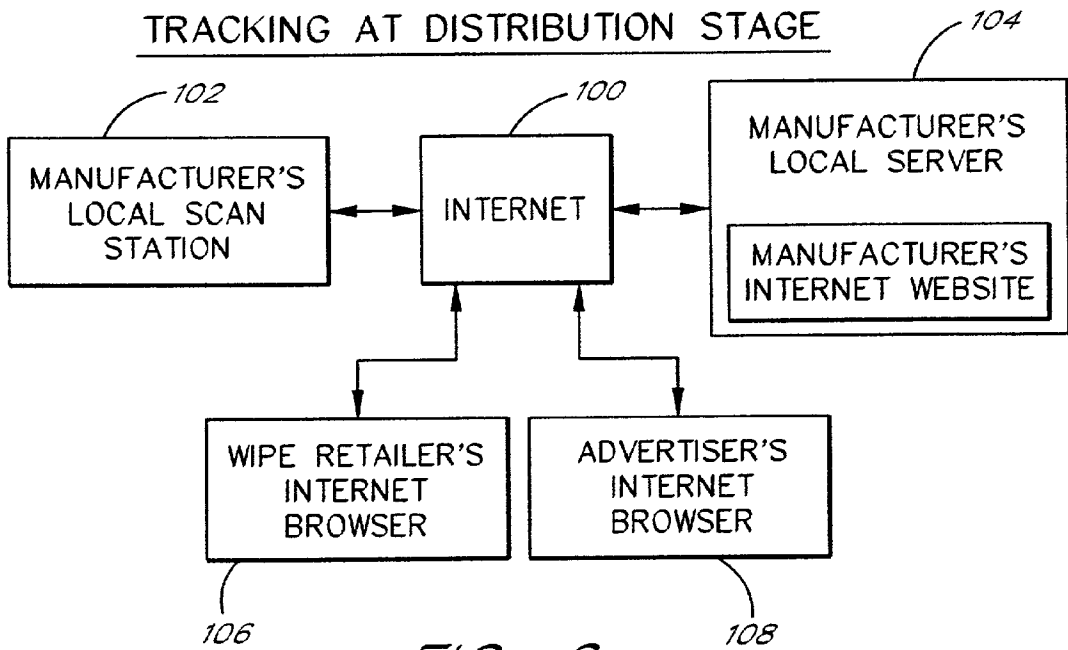 TRACKING AT DISTRIBUTION STAGE
102
100
104
MANUFACTURER'S
LOCAL SCAN
STATION
INTERNET
MANUFACTURER'S
LOCAL SERVER
MANUFACTURER'S
INTERNET WEBSITE
WIPE RETAILER'S
INTERNET
BROWSER
ADVERTISER'S
INTERNET
BROWSER
106
108